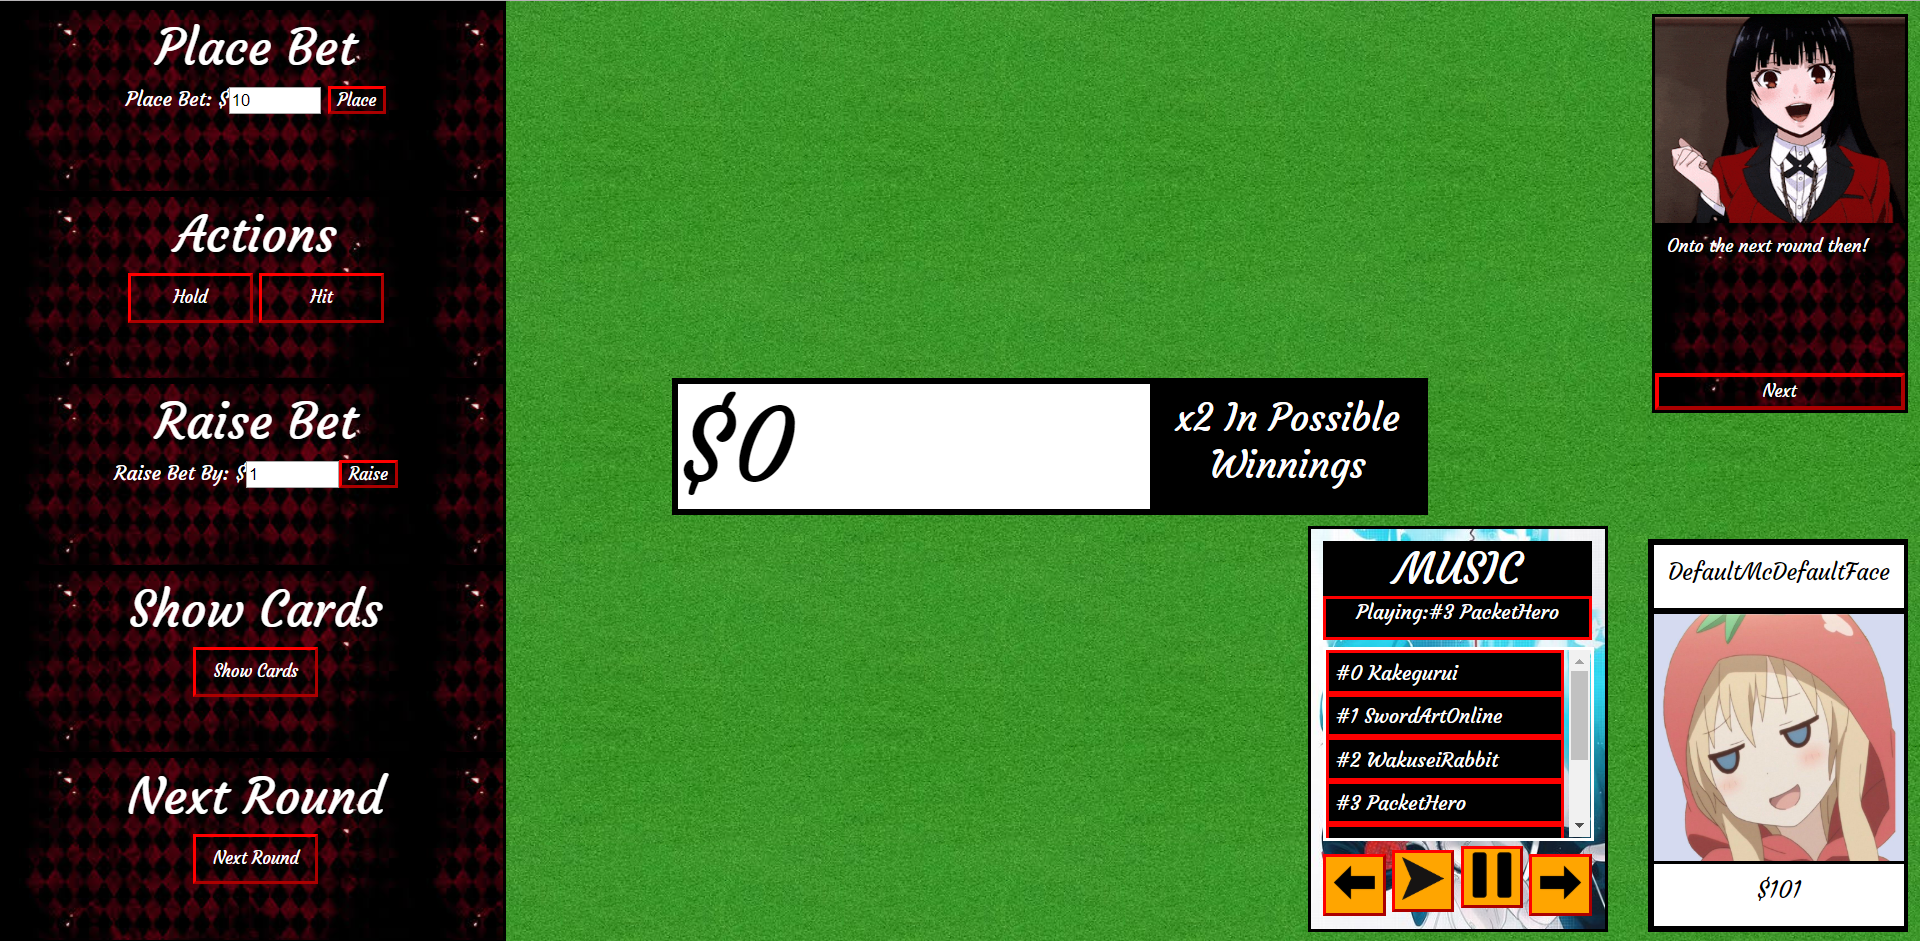 Place Bet
Place Bet: $10 Place
Actions
Hold Hit
Raise Bet
Raise Bet By: $1 Raise
Show Cards
Show Cards
Next Round
Next Round
$0
x2 In Possible
Winnings
Onto the next round then!
Next
MUSIC
Playing:#3 PacketHero
#0 Kakegurui
#1 SwordArtOnline
#2 WakuseiRabbit
#3 PacketHero
DefaultMcDefaultFace
$101